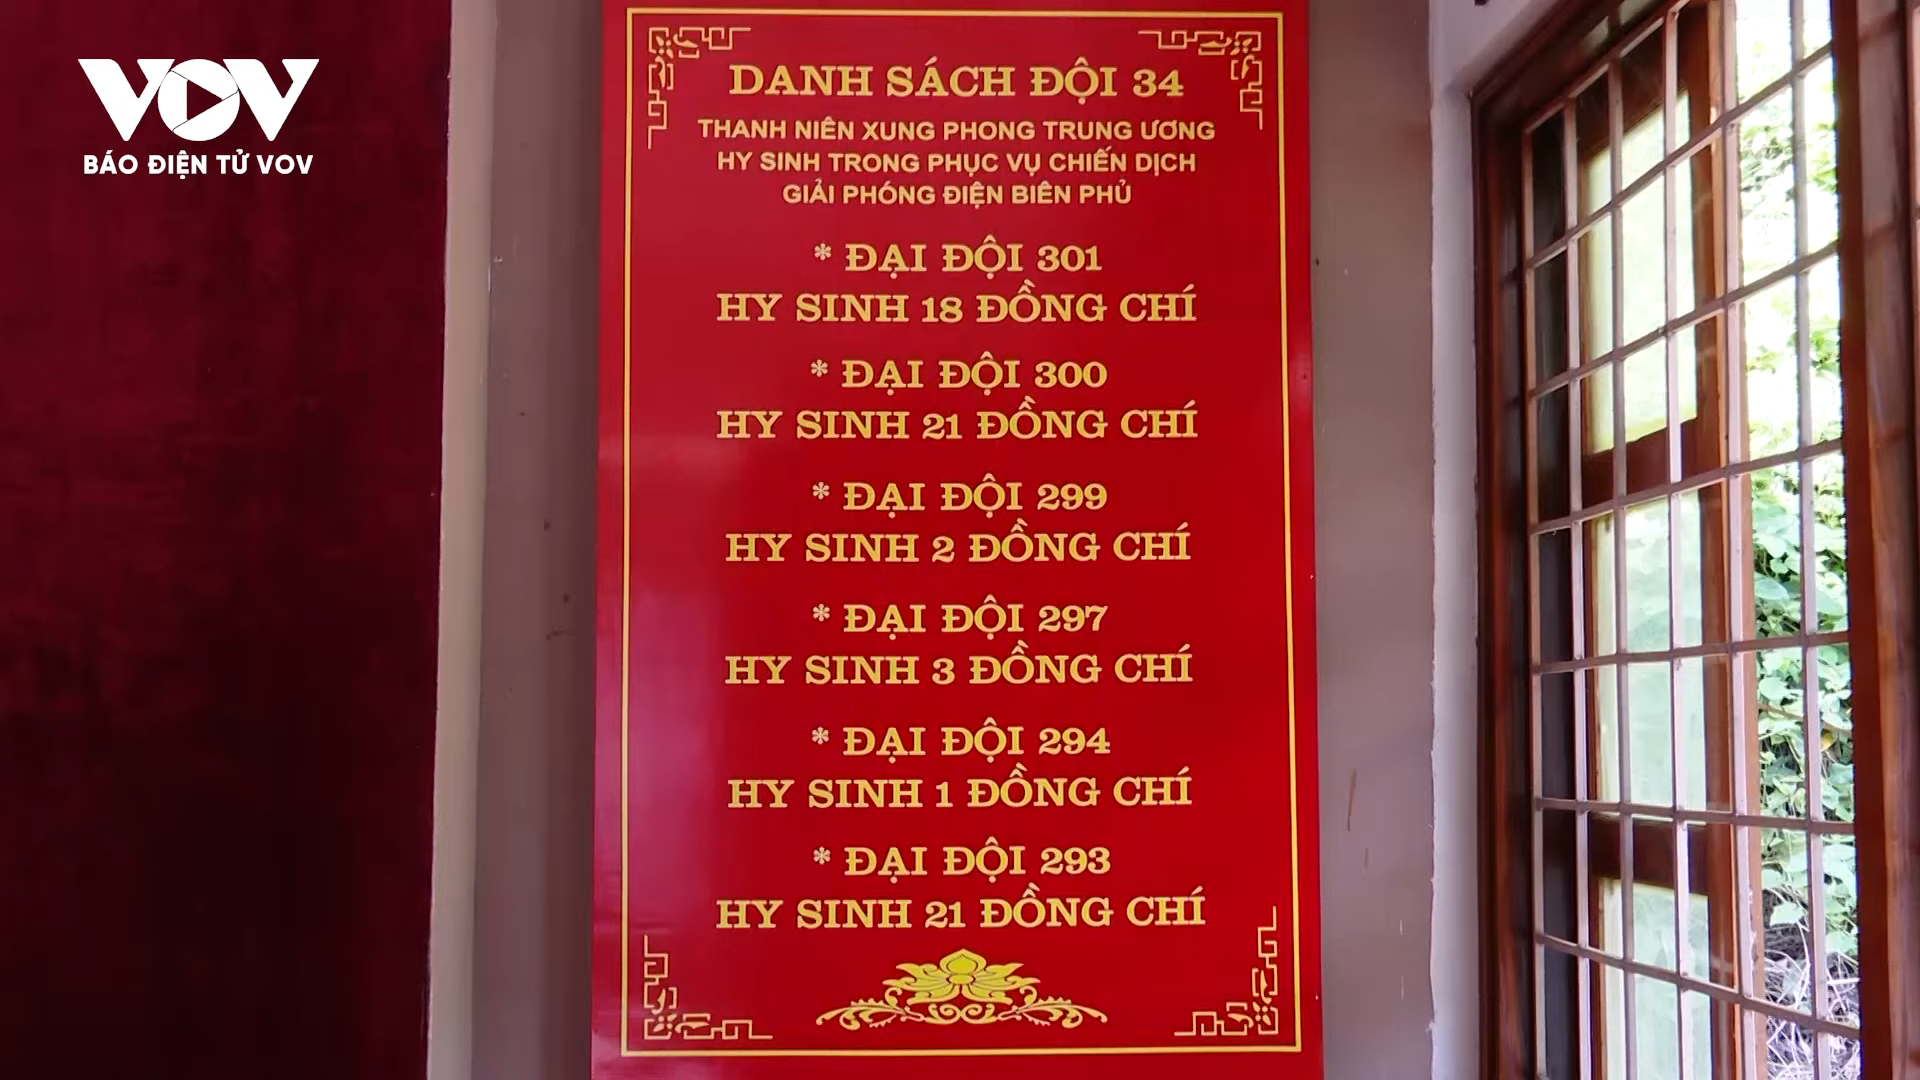 VOV
BÁO ĐIỆN TỬ VOV
DANH SÁCH ĐỘI 34
THANH NIÊN XUNG PHONG TRUNG ƯƠNG
HY SINH TRONG PHỤC VỤ CHIẾN DỊCH
GIẢI PHÓNG ĐIỆN BIÊN PHỦ
* ĐẠI ĐỘI 301
HY SINH 18 ĐỒNG CHÍ
* ĐẠI ĐỘI 300
HY SINH 21 ĐỒNG CHÍ
* ĐẠI ĐỘI 299
HY SINH 2 ĐỒNG CHÍ
* ĐẠI ĐỘI 297
HY SINH 3 ĐỒNG CHÍ
* ĐẠI ĐỘI 294
HY SINH 1 ĐỒNG CHÍ
* ĐẠI ĐỘI 293
HY SINH 21 ĐỒNG CHÍ